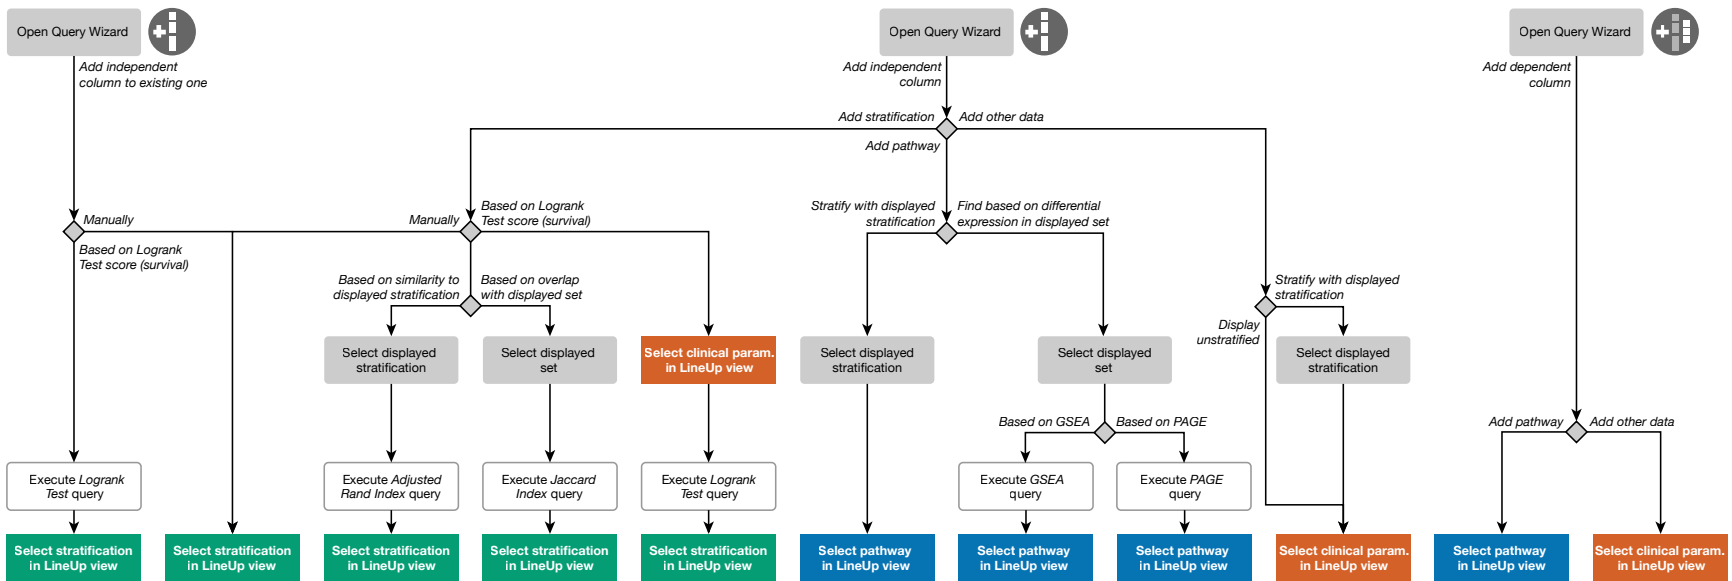 Open Query Wizard
Open Query Wizard
Open Query Wizard
Add independent
column to existing one
Add independent
column
Add dependent
column
Add stratification
Add other data
Add pathway
Manually
Based on Logrank
Test score (survival)
Manually
Based on Logrank
Test score (survival)
Stratify with displayed
stratification
Find based on differential
expression in displayed set
Based on similarity to
displayed stratification
Based on overlap
with displayed set
Stratify with displayed
stratification
Display
unstratified
Select displayed
stratification
Select displayed
set
Select clinical param.
in LineUp view
Select displayed
stratification
Select displayed
set
Select displayed
stratification
Based on GSEA
Based on PAGE
Add pathway
Add other data
Execute Logrank
Test query
Execute Adjusted
Rand Index query
Execute Jaccard
Index query
Execute Logrank
Test query
Execute GSEA
query
Execute PAGE
query
Select stratification
in LineUp view
Select stratification
in LineUp view
Select stratification
in LineUp view
Select stratification
in LineUp view
Select stratification
in LineUp view
Select pathway
in LineUp view
Select pathway
in LineUp view
Select pathway
in LineUp view
Select clinical param.
in LineUp view
Select pathway
in LineUp view
Select clinical param.
in LineUp view